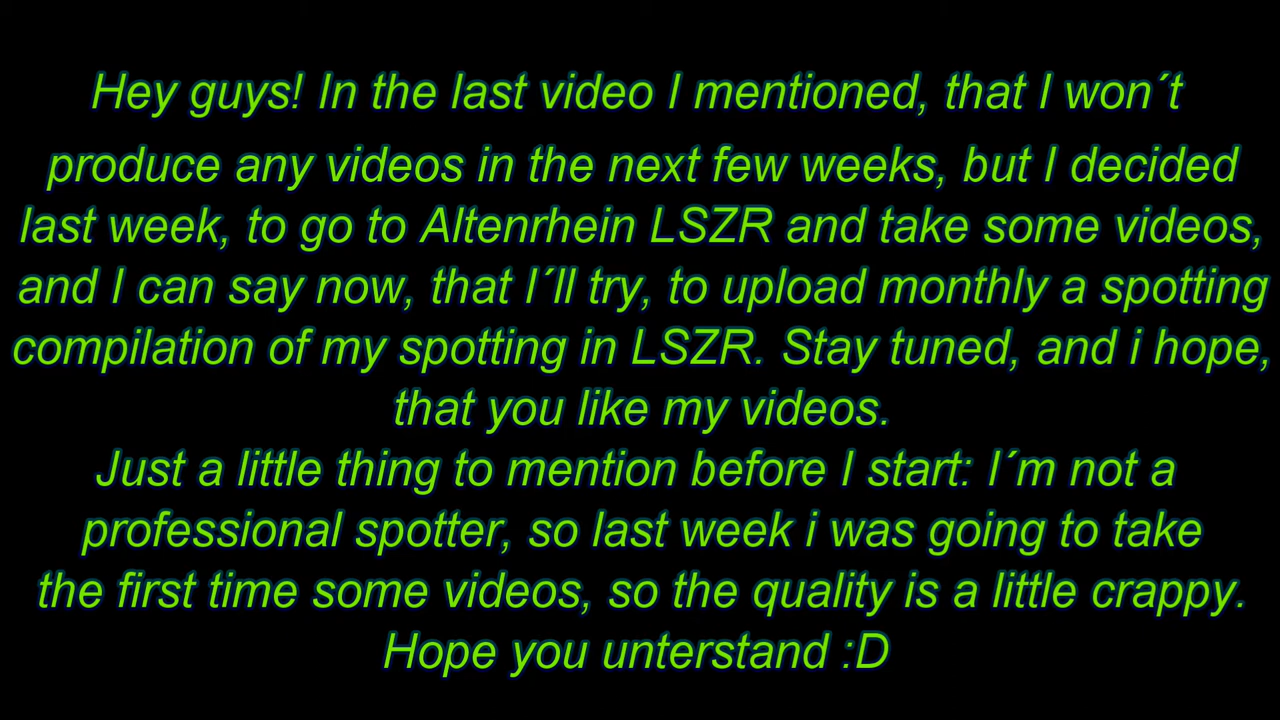 Hey guys! In the last video I mentioned, that I won´t
produce any videos in the next few weeks, but I decided
last week, to go to Altenrhein LSZR and take some videos,
and I can say now, that I´ll try, to upload monthly a spotting
compilation of my spotting in LSZR. Stay tuned, and i hope,
that you like my videos.
Just a little thing to mention before I start: I´m not a
professional spotter, so last week i was going to take
the first time some videos, so the quality is a little crappy.
Hope you unterstand :D